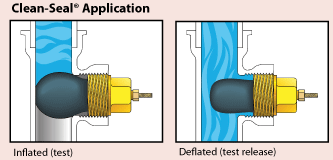 Clean-Seal® Application
Inflated (test)
Deflated (test release)